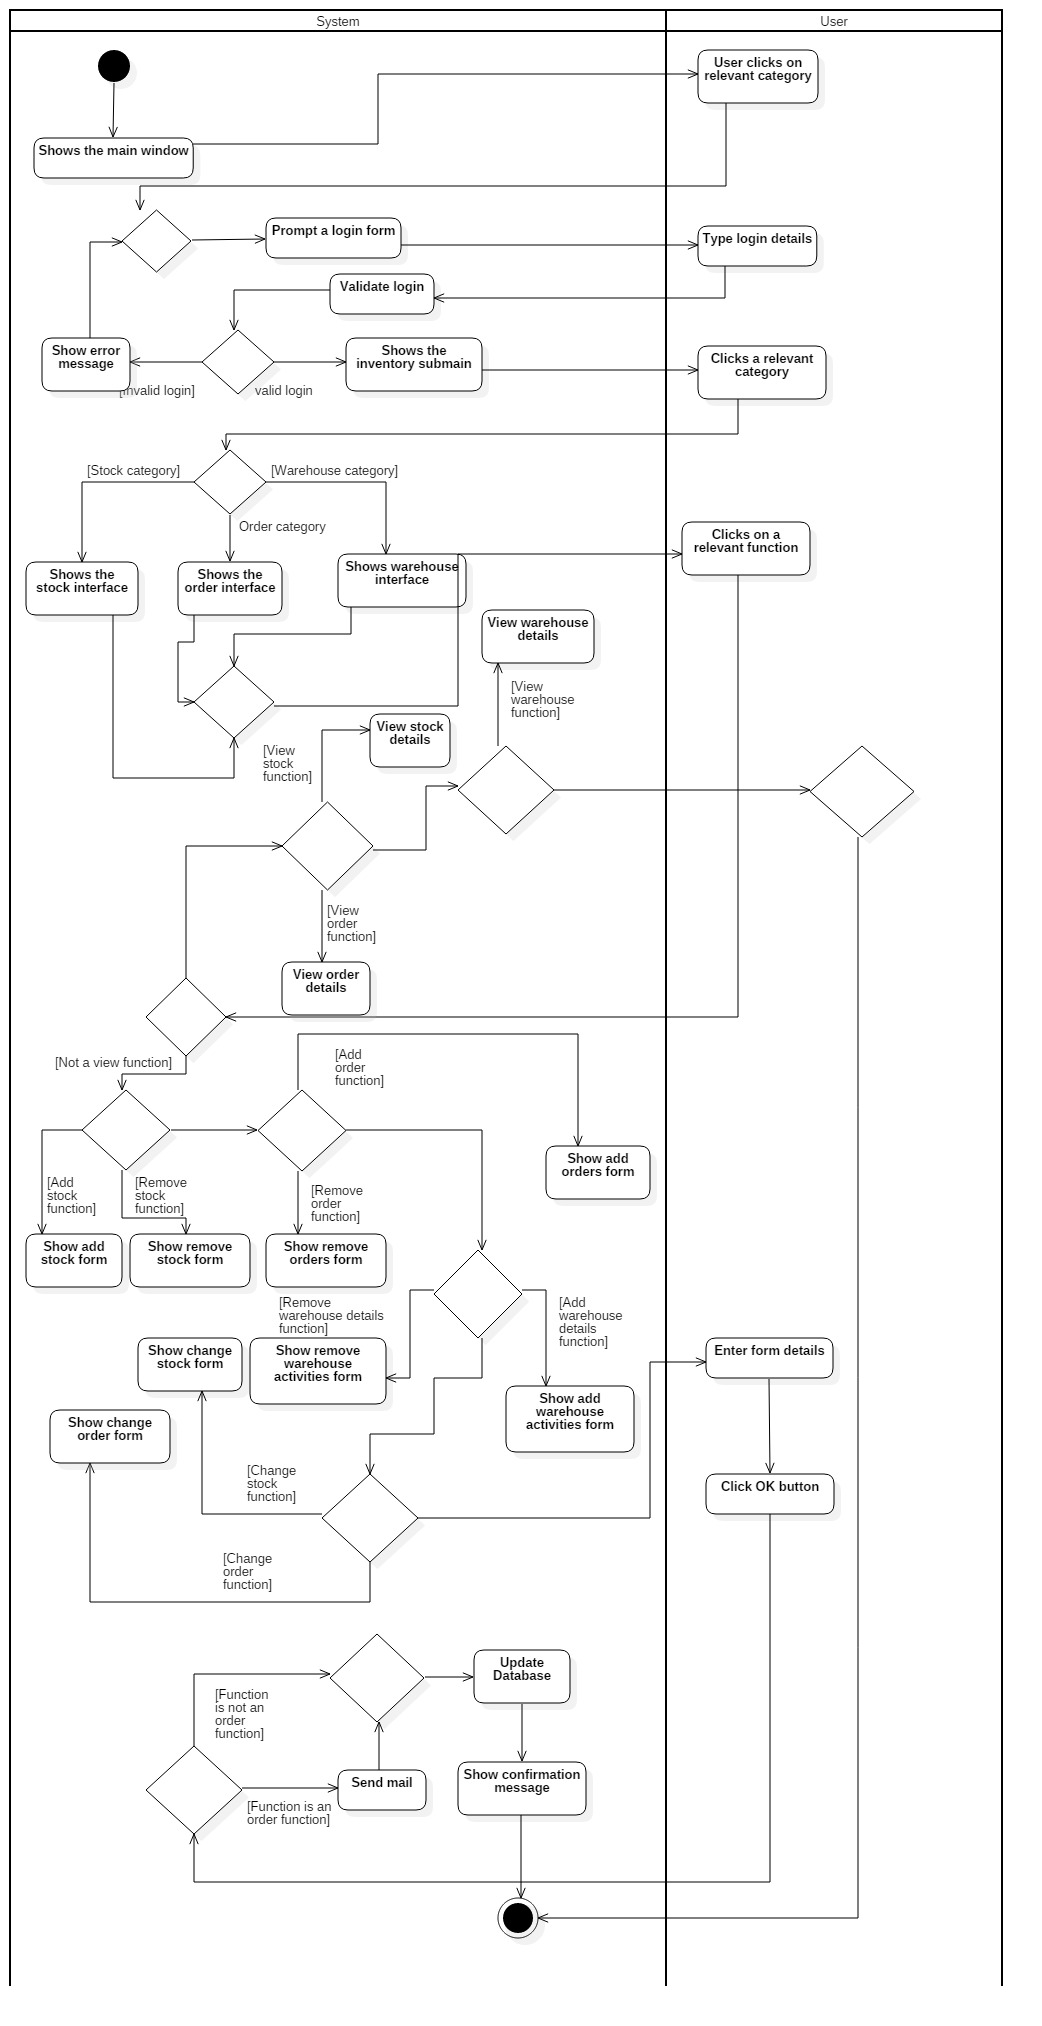 System
User
User clicks on
relevant category
Shows the main window
Prompt a login form
Type login details
Validate login
Show error
message
Shows the
inventory submain
Clicks a relevant
category
[invalid login]
valid login
[Stock category]
[Warehouse category]
Order category
Clicks on a
relevant function
Shows the
stock interface
Shows the
order interface
Shows warehouse
interface
View warehouse
details
[View
warehouse
function]
View stock
details
[View
stock
function]
[View
order
function]
View order
details
[Not a view function]
[Add
order
function]
Show add
orders form
[Add
stock
function]
[Remove
stock
function]
[Remove
order
function]
Show add
stock form
Show remove
stock form
Show remove
orders form
[Remove
warehouse details
function]
[Add
warehouse
details
function]
Show change
stock form
Show remove
warehouse
activities form
Enter form details
Show add
warehouse
activities form
Show change
order form
[Change
stock
function]
Click OK button
[Change
order
function]
Update
Database
[Function
is not an
order
function]
Send mail
Show confirmation
message
[Function is an
order function]